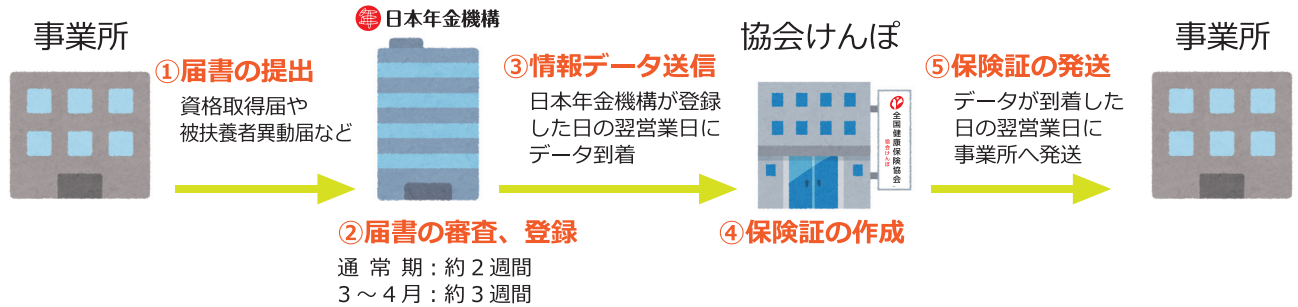 事業所
①届書の提出
資格取得届や
被扶養者異動届など
年 日本年金機構
②届書の審査、登録
通常期：約２週間
３～４月：約３週間
③情報データ送信
日本年金機構が登録
した日の翌営業日に
データ到着
協会けんぽ
全国健康保険協会
協会けんぽ
④保険証の作成
⑤保険証の発送
データが到着した
日の翌営業日に
事業所へ発送
事業所